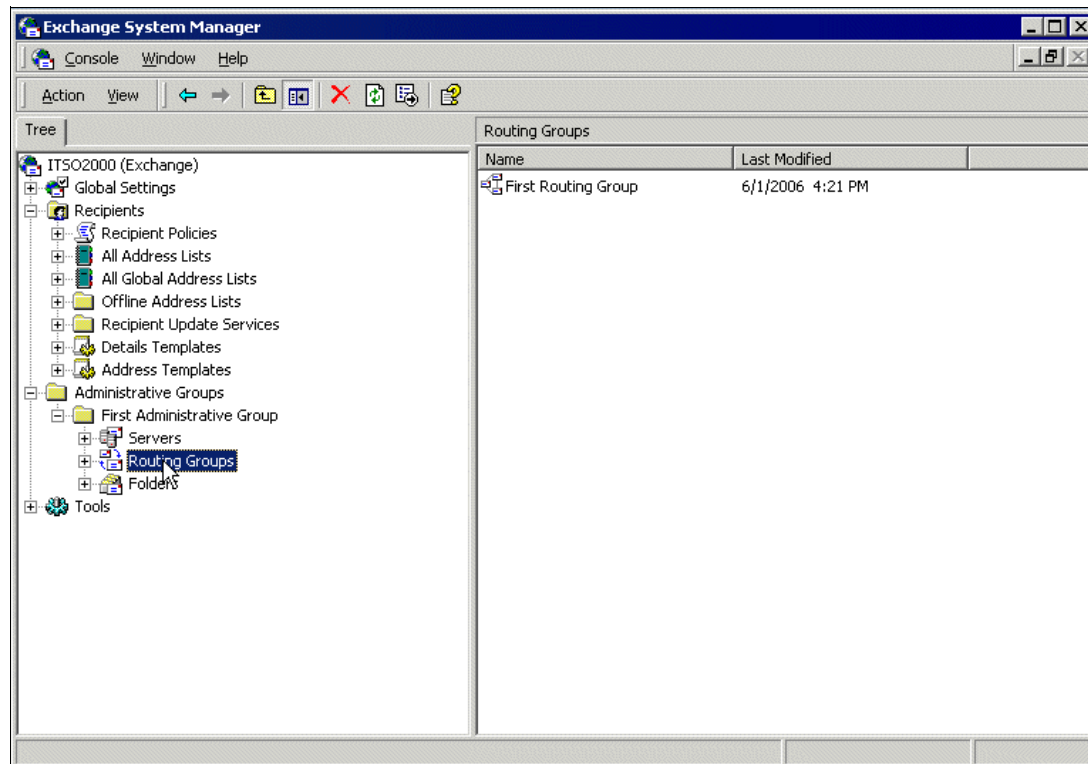 Exchange System Manager
Console Window Help
Action View
Tree
Routing Groups
ITSO2000 (Exchange)
Global Settings
Recipients
Recipient Policies
All Address Lists
All Global Address Lists
Offline Address Lists
Recipient Update Services
Details Templates
Address Templates
Administrative Groups
First Administrative Group
Servers
Routing Groups
Folders
Tools
Name Last Modified
First Routing Group 6/1/2006 4:21 PM